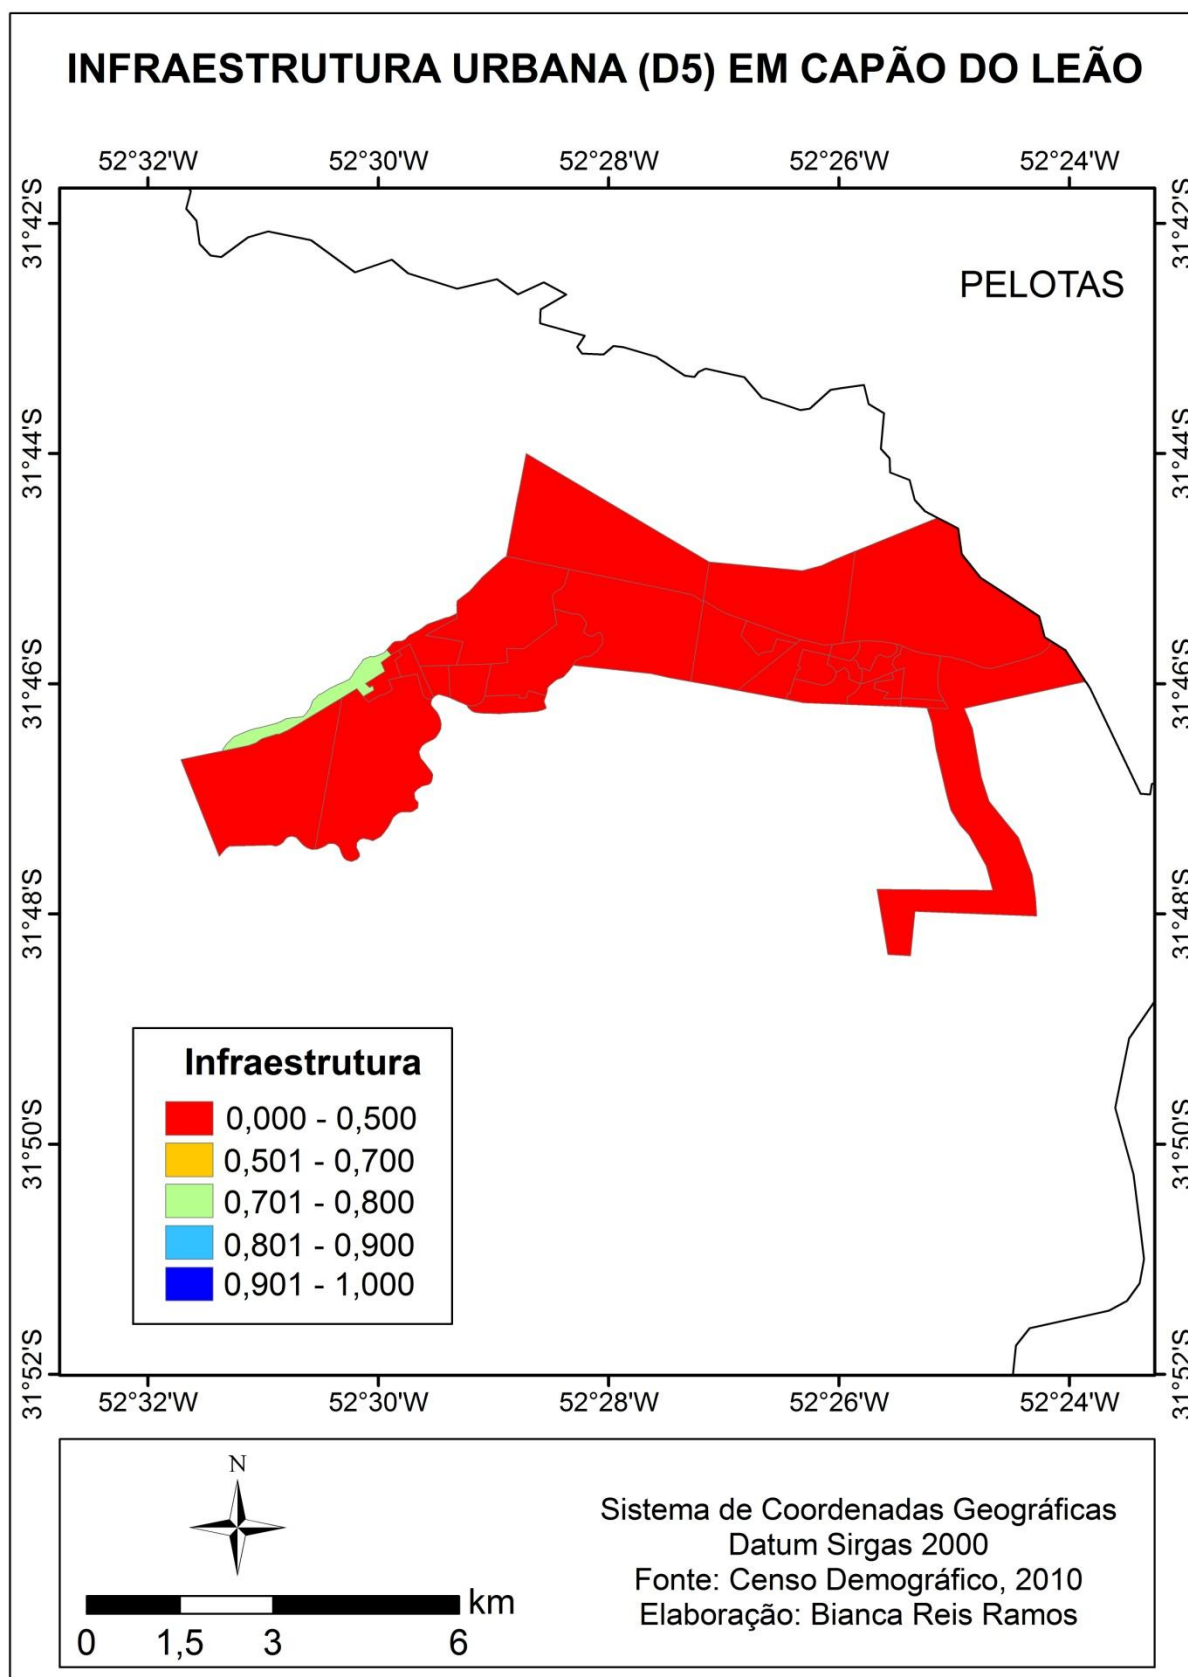 INFRAESTRUTURA URBANA (D5) EM CAPÃO DO LEÃO
52°32'W 52°30'W 52°28'W 52°26'W 52°24'W
31°42'S 31°42'S
PELOTAS
31°44'S 31°44'S
31°46'S 31°46'S
31°48'S 31°48'S
Infraestrutura
0,000 - 0,500
0,501 - 0,700
0,701 - 0,800
0,801 - 0,900
0,901 - 1,000
31°50'S 31°50'S
31°52'S 31°52'S
52°32'W 52°30'W 52°28'W 52°26'W 52°24'W
N
km
0 1,5 3 6
Sistema de Coordenadas Geográficas
Datum Sirgas 2000
Fonte: Censo Demográfico, 2010
Elaboração: Bianca Reis Ramos